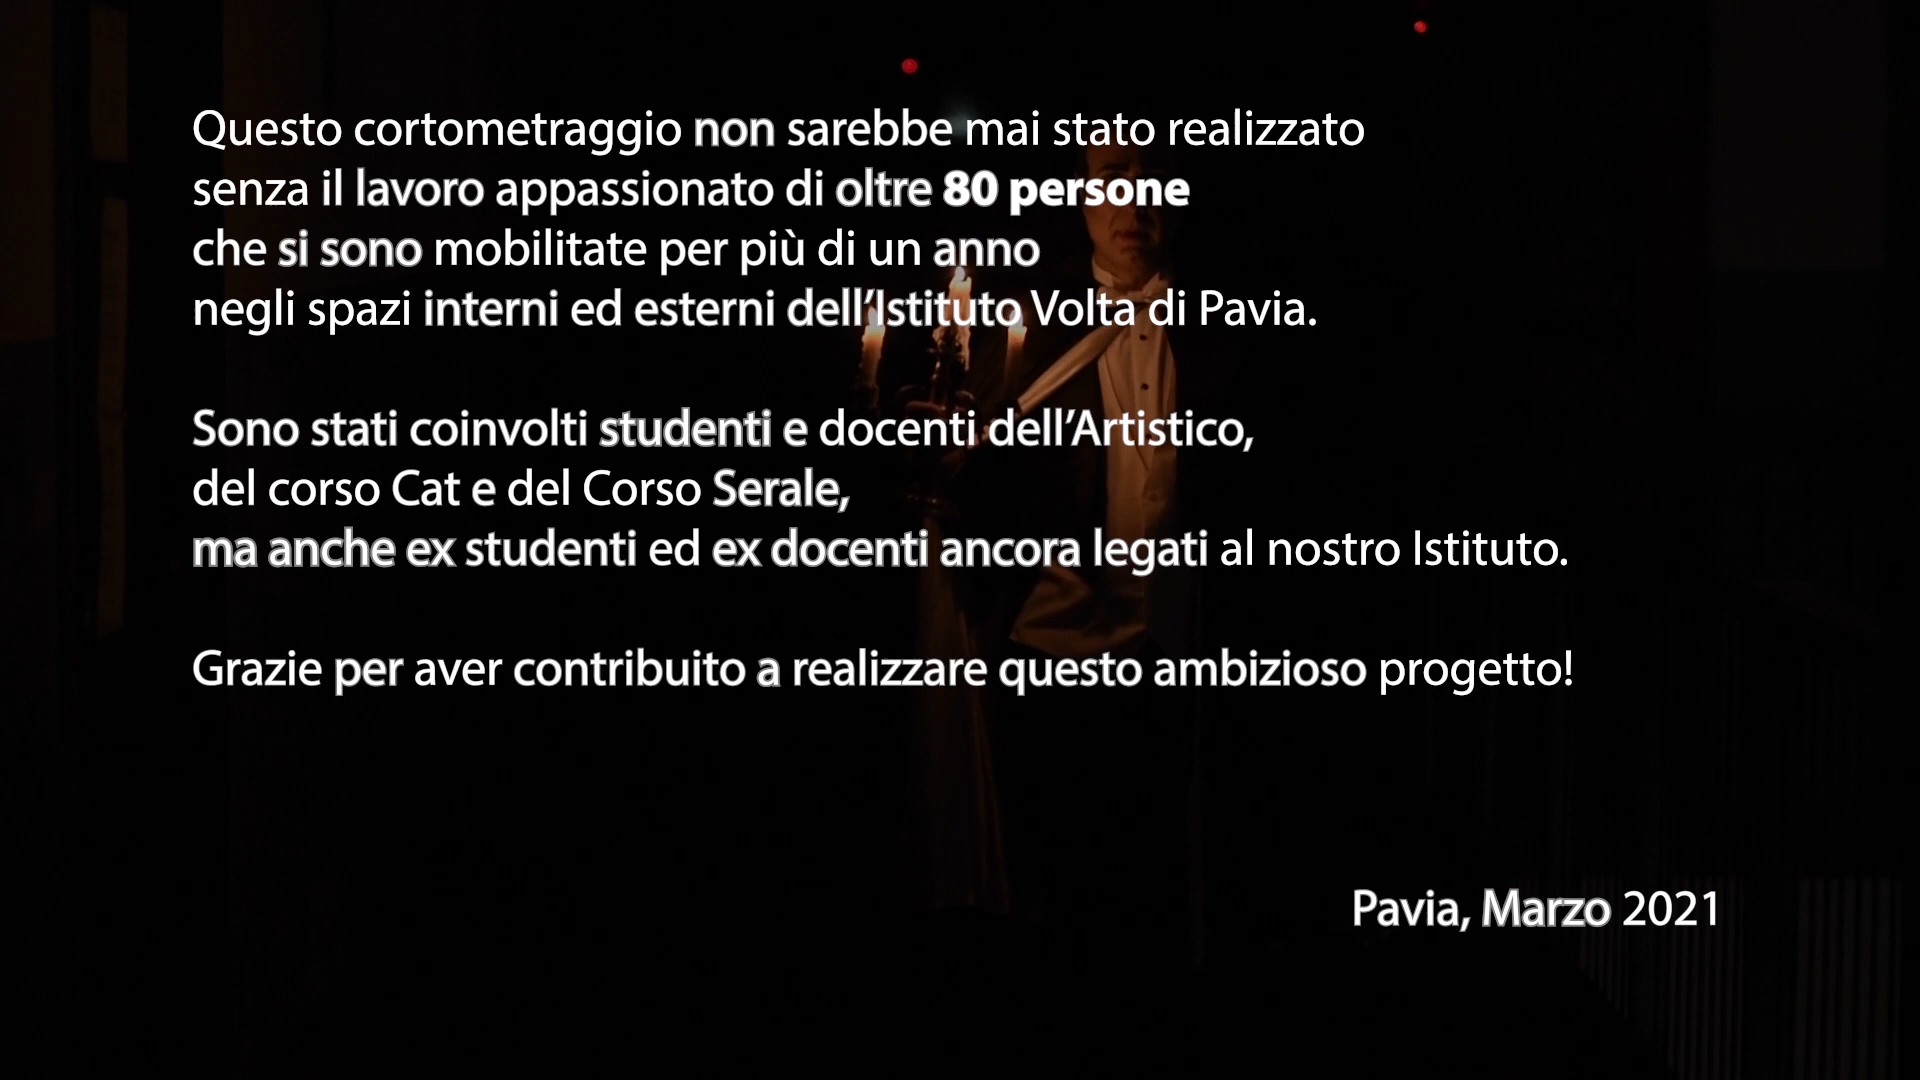 Questo cortometraggio non sarebbe mai stato realizzato
senza il lavoro appassionato di oltre 80 persone
che si sono mobilitate per più di un anno
negli spazi interni ed esterni dell’Istituto Volta di Pavia.
Sono stati coinvolti studenti e docenti dell’Artistico,
del corso Cat e del Corso Serale,
ma anche ex studenti ed ex docenti ancora legati al nostro Istituto.
Grazie per aver contribuito a realizzare questo ambizioso progetto!
Pavia, Marzo 2021